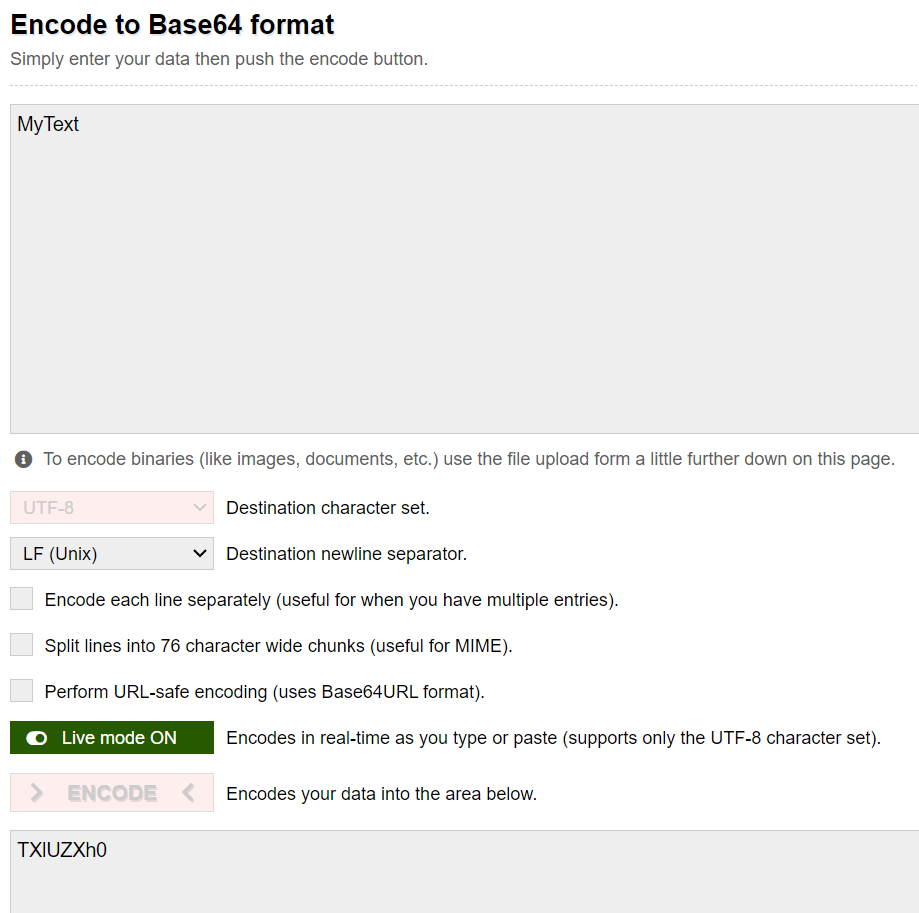 Encode to Base64 format
Simply enter your data then push the encode button.
MyText
To encode binaries (like images, documents, etc.) use the file upload form a little further down on this page.
UTF-8 Destination character set.
LF (Unix) Destination newline separator.
Encode each line separately (useful for when you have multiple entries).
Split lines into 76 character wide chunks (useful for MIME).
Perform URL-safe encoding (uses Base64URL format).
Live mode ON Encodes in real-time as you type or paste (supports only the UTF-8 character set).
> ENCODE < Encodes your data into the area below.
TXlUZXh0